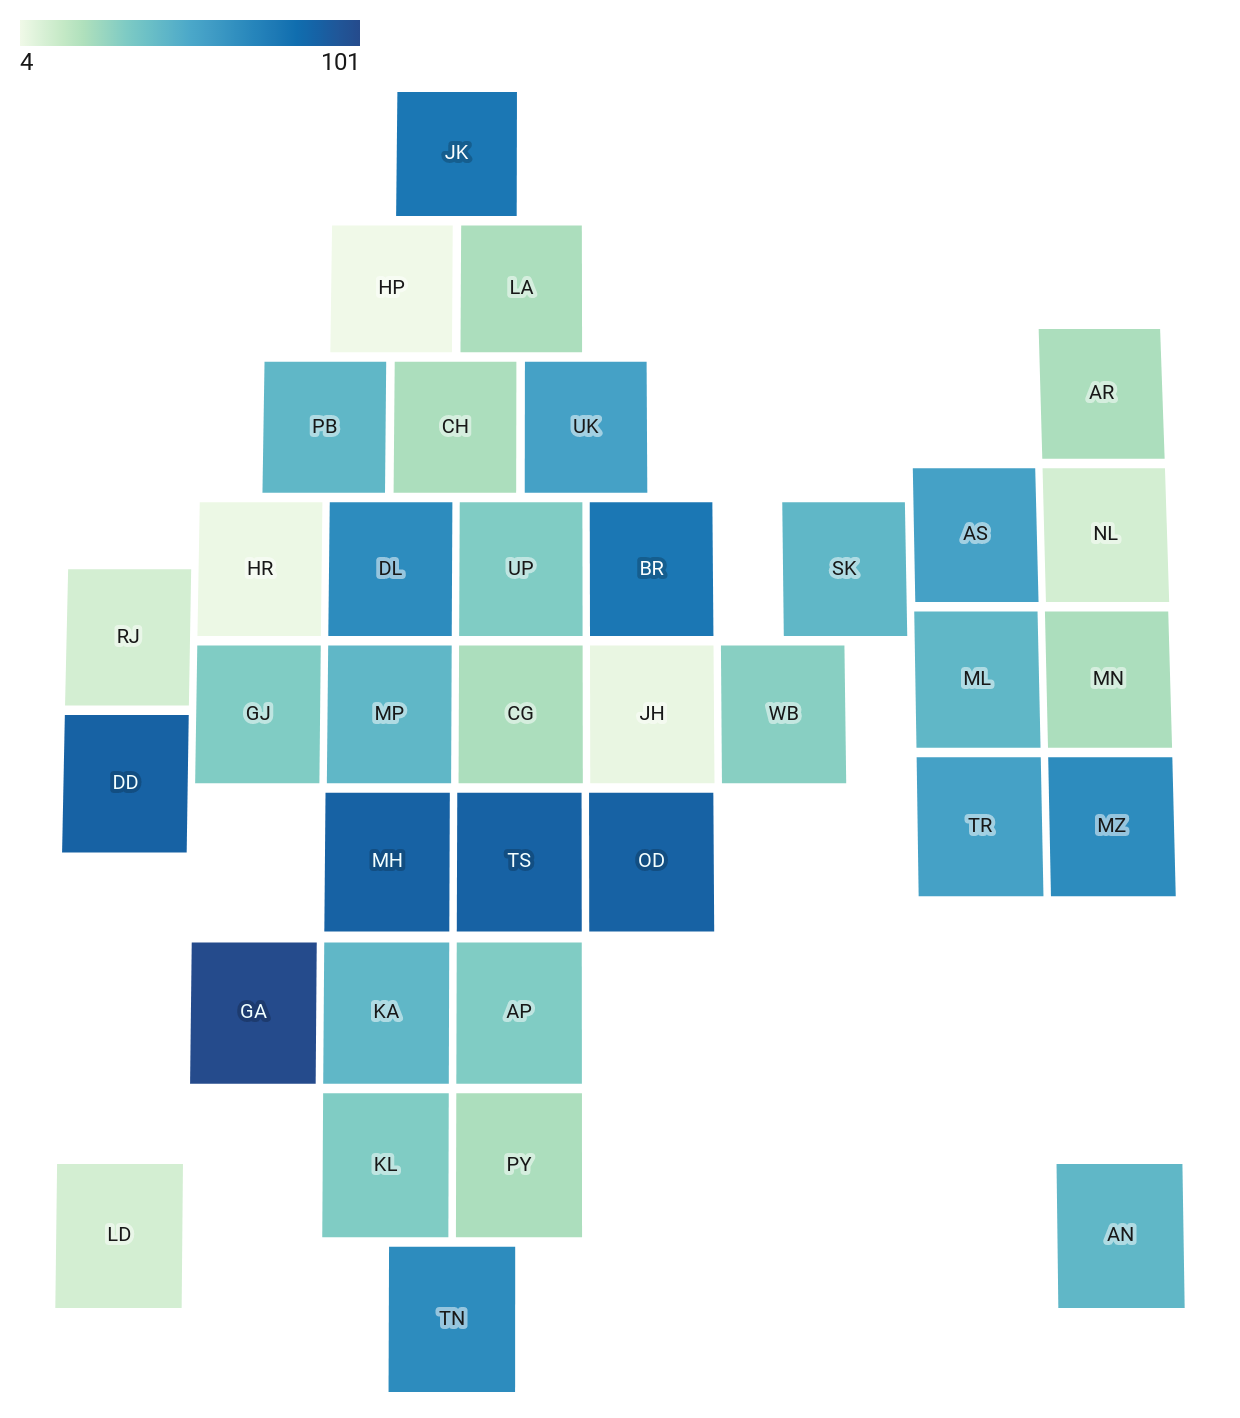 4 101
JK
HP LA
AR
PB CH UK
AS NL
HR DL UP BR SK
RJ
ML MN
GJ MP CG JH WB
DD
TR MZ
MH TS OD
GA KA AP
KL PY
LD AN
TN